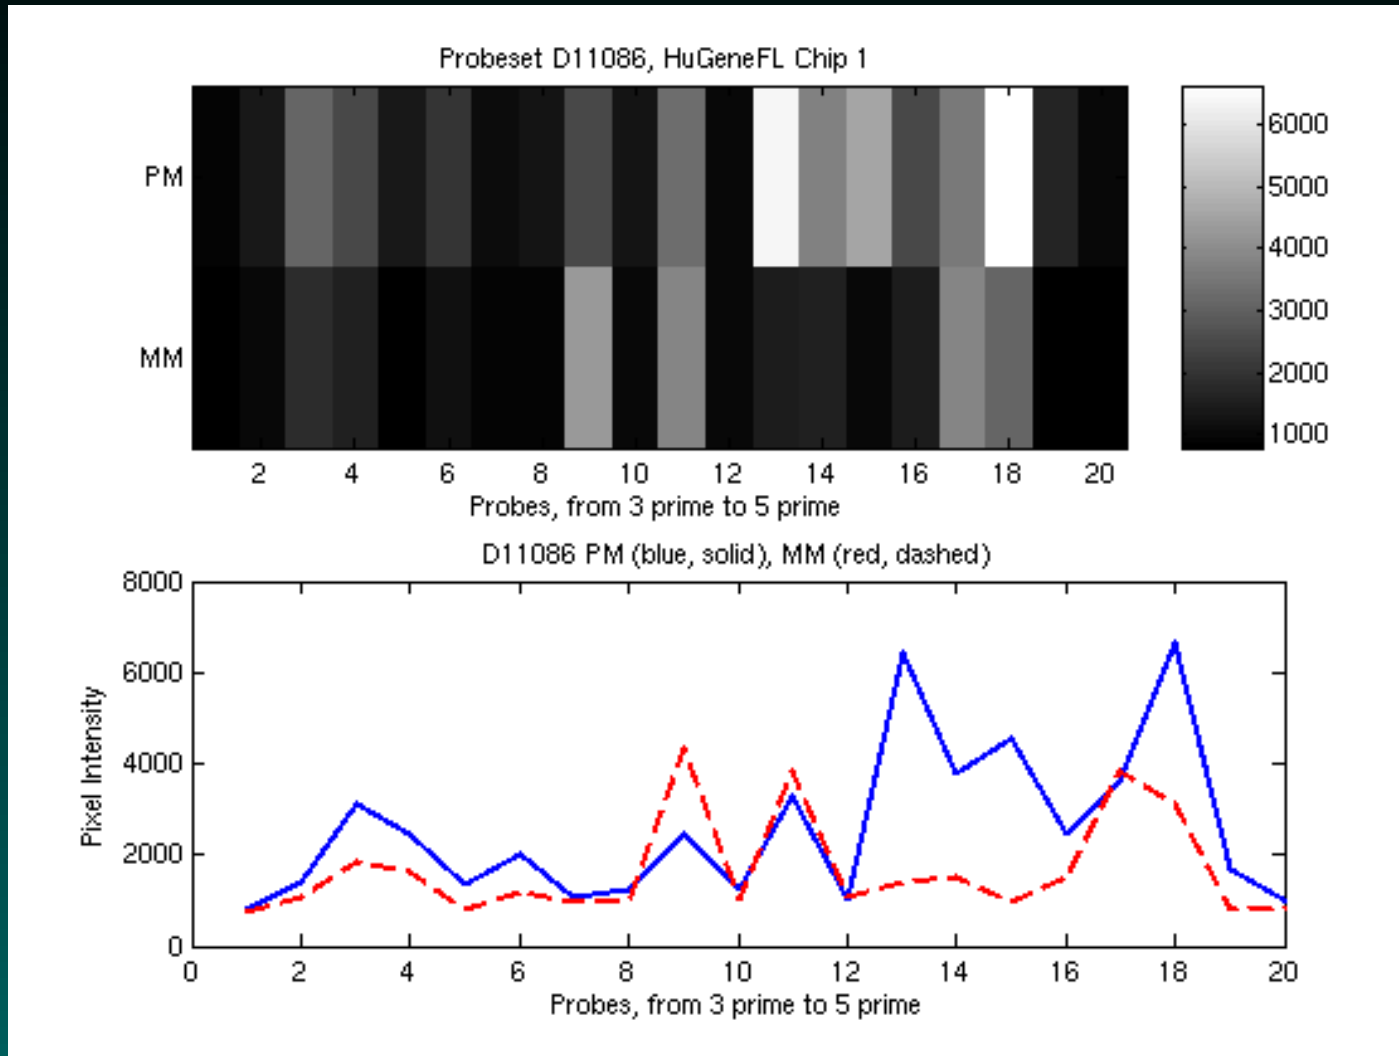 Probeset D11086, HuGeneFL Chip 1
PM
MM
6000
5000
4000
3000
2000
1000
2 4 6 8 10 12 14 16 18 20
Probes, from 3 prime to 5 prime
D11086 PM (blue, solid), MM (red, dashed)
Pixel Intensity
8000
6000
4000
2000
0
0 2 4 6 8 10 12 14 16 18 20
Probes, from 3 prime to 5 prime